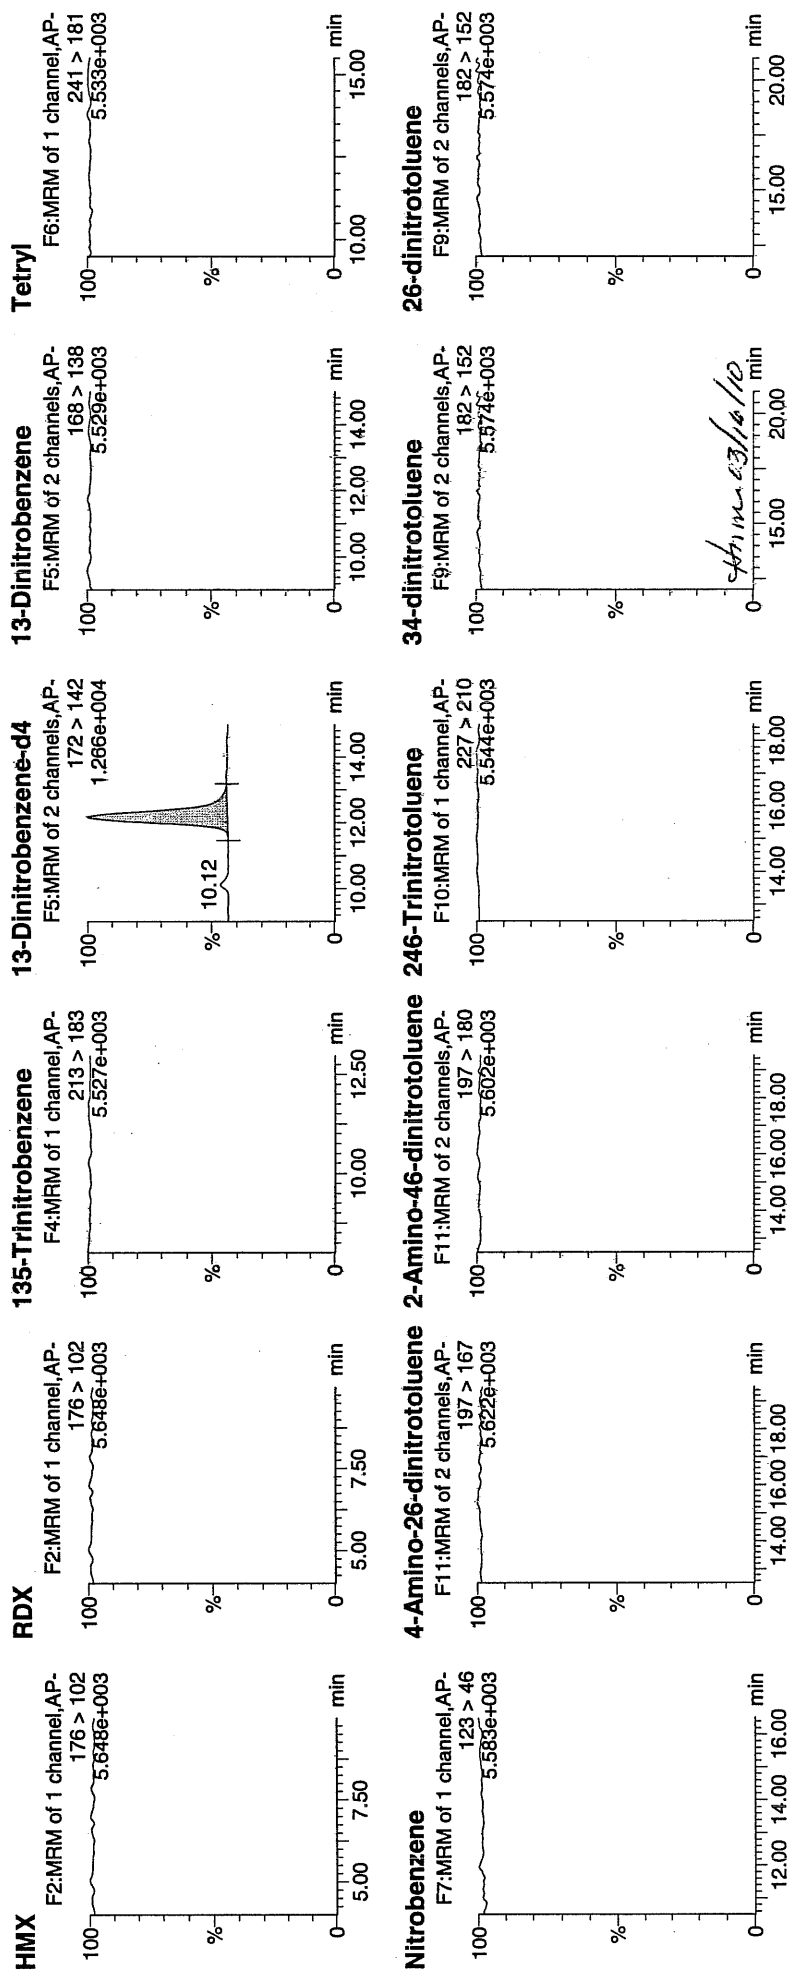 HMX
F2:MRM of 1 channel,AP-
176 > 102
5.648e+003
100
%
0
5.00 7.50 min
RDX
F2:MRM of 1 channel,AP-
176 > 102
5.648e+003
100
%
0
5.00 7.50 min
135-Trinitrobenzene
F4:MRM of 1 channel,AP-
213 > 183
5.527e+003
100
%
0
10.00 12.50 min
13-Dinitrobenzene-d4
F5:MRM of 2 channels,AP-
172 > 142
1.266e+004
100
10.12
%
0
10.00 12.00 14.00 min
13-Dinitrobenzene
F5:MRM of 2 channels,AP-
168 > 138
5.529e+003
100
%
0
10.00 12.00 14.00 min
Tetryl
F6:MRM of 1 channel,AP-
241 > 181
5.533e+003
100
%
0
10.00 15.00 min
Nitrobenzene
F7:MRM of 1 channel,AP-
123 > 46
5.583e+003
100
%
0
12.00 14.00 16.00 min
4-Amino-26-dinitrotoluene
F11:MRM of 2 channels,AP-
197 > 167
5.622e+003
100
%
0
14.00 16.00 18.00 min
2-Amino-46-dinitrotoluene
F11:MRM of 2 channels,AP-
197 > 180
5.602e+003
100
%
0
14.00 16.00 18.00 min
246-Trinitrotoluene
F10:MRM of 1 channel,AP-
227 > 210
5.544e+003
100
%
0
14.00 16.00 18.00 min
34-dinitrotoluene
F9:MRM of 2 channels,AP-
182 > 152
5.574e+003
100
%
0
03/16/10
15.00 20.00 min
26-dinitrotoluene
F9:MRM of 2 channels,AP-
182 > 152
5.574e+003
100
%
0
15.00 20.00 min